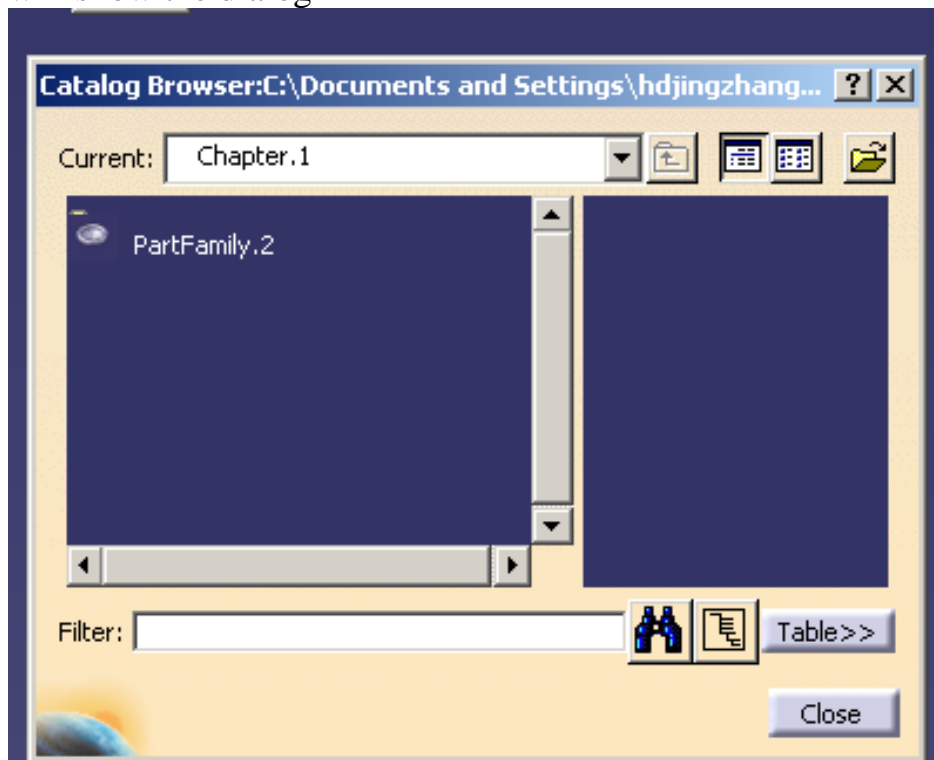 Catalog Browser:C:\Documents and Settings\hdjingzhang... ? X
Current: Chapter.1
PartFamily.2
Filter: Table>>
Close